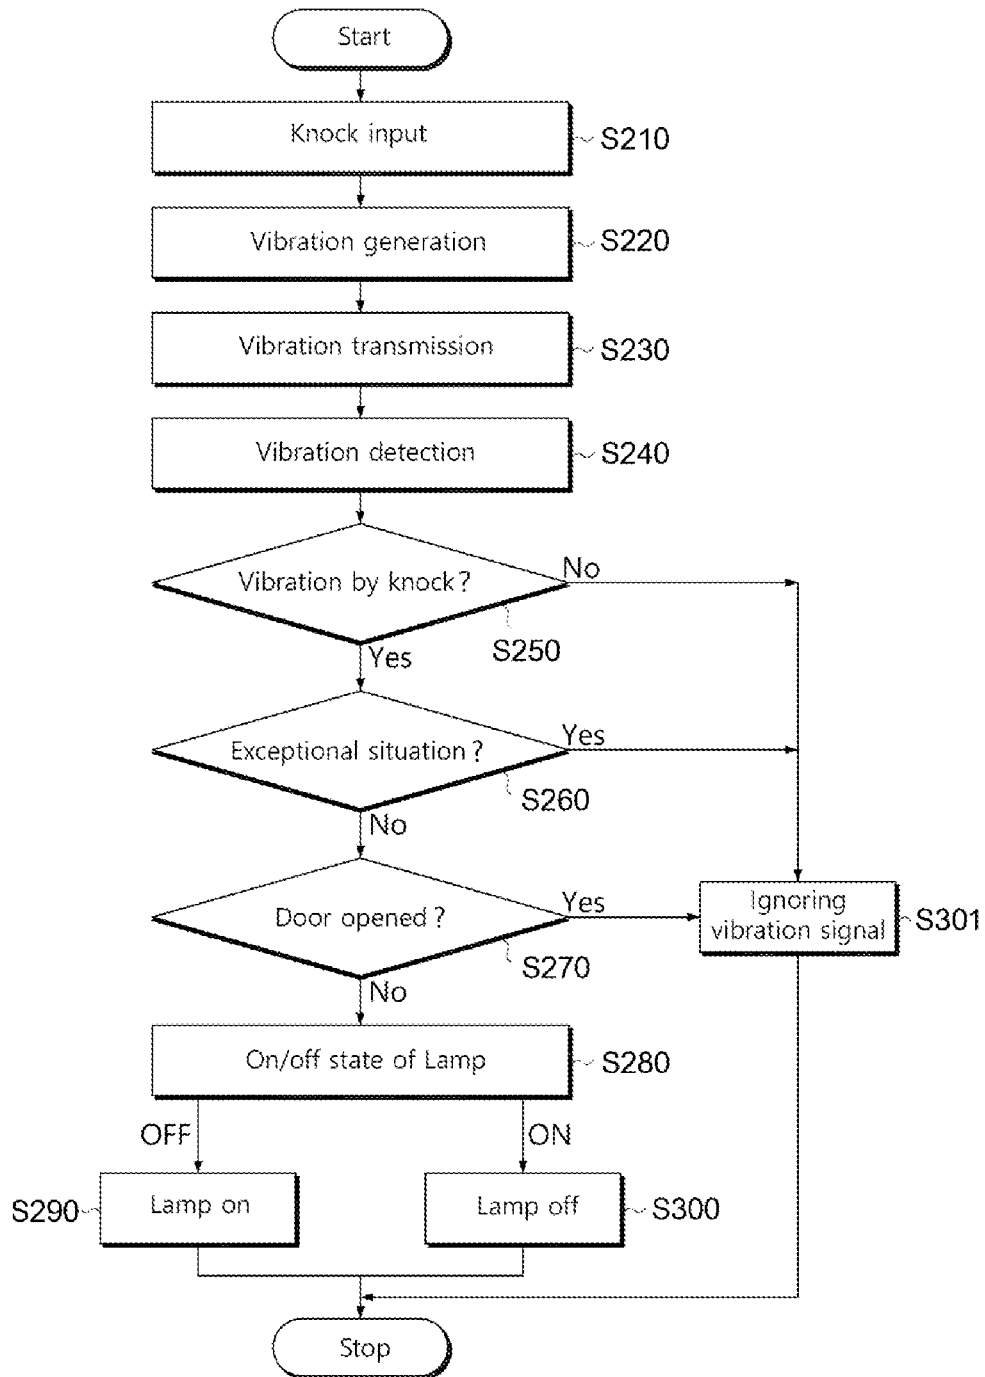 Start
Knock input
S210
Vibration generation
S220
Vibration transmission
S230
Vibration detection
S240
Vibration by knock?
No
S250
Yes
Exceptional situation?
Yes
S260
No
Door opened?
Yes
Ignoring
vibration signal
S301
S270
No
On/off state of Lamp
S280
OFF
ON
S290
Lamp on
Lamp off
S300
Stop